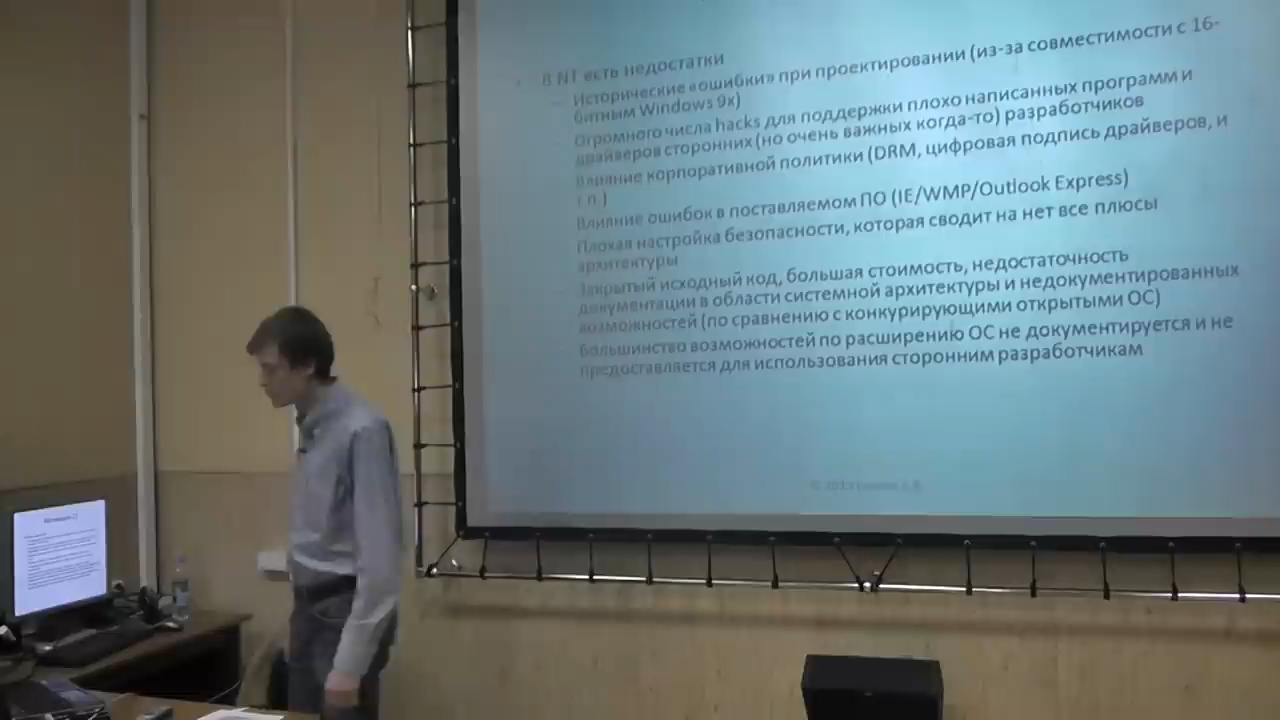 В NT есть недостатки
Исторические «ошибки» при проектировании (из-за совместимости с 16-
битным Windows 9x)
Огромного числа hacks для поддержки плохо написанных программ и
драйверов сторонних (но очень важных когда-то) разработчиков
Влияние корпоративной политики (DRM, цифровая подпись драйверов, и
т.п.)
Влияние ошибок в поставляемом ПО (IE/WMP/Outlook Express)
Плохая настройка безопасности, которая сводит на нет все плюсы
архитектуры
Закрытый исходный код, большая стоимость, недостаточность
документации в области системной архитектуры и недокументированных
возможностей (по сравнению с конкурирующими открытыми ОС)
Большинство возможностей по расширению ОС не документируется и не
предоставляется для использования сторонним разработчикам